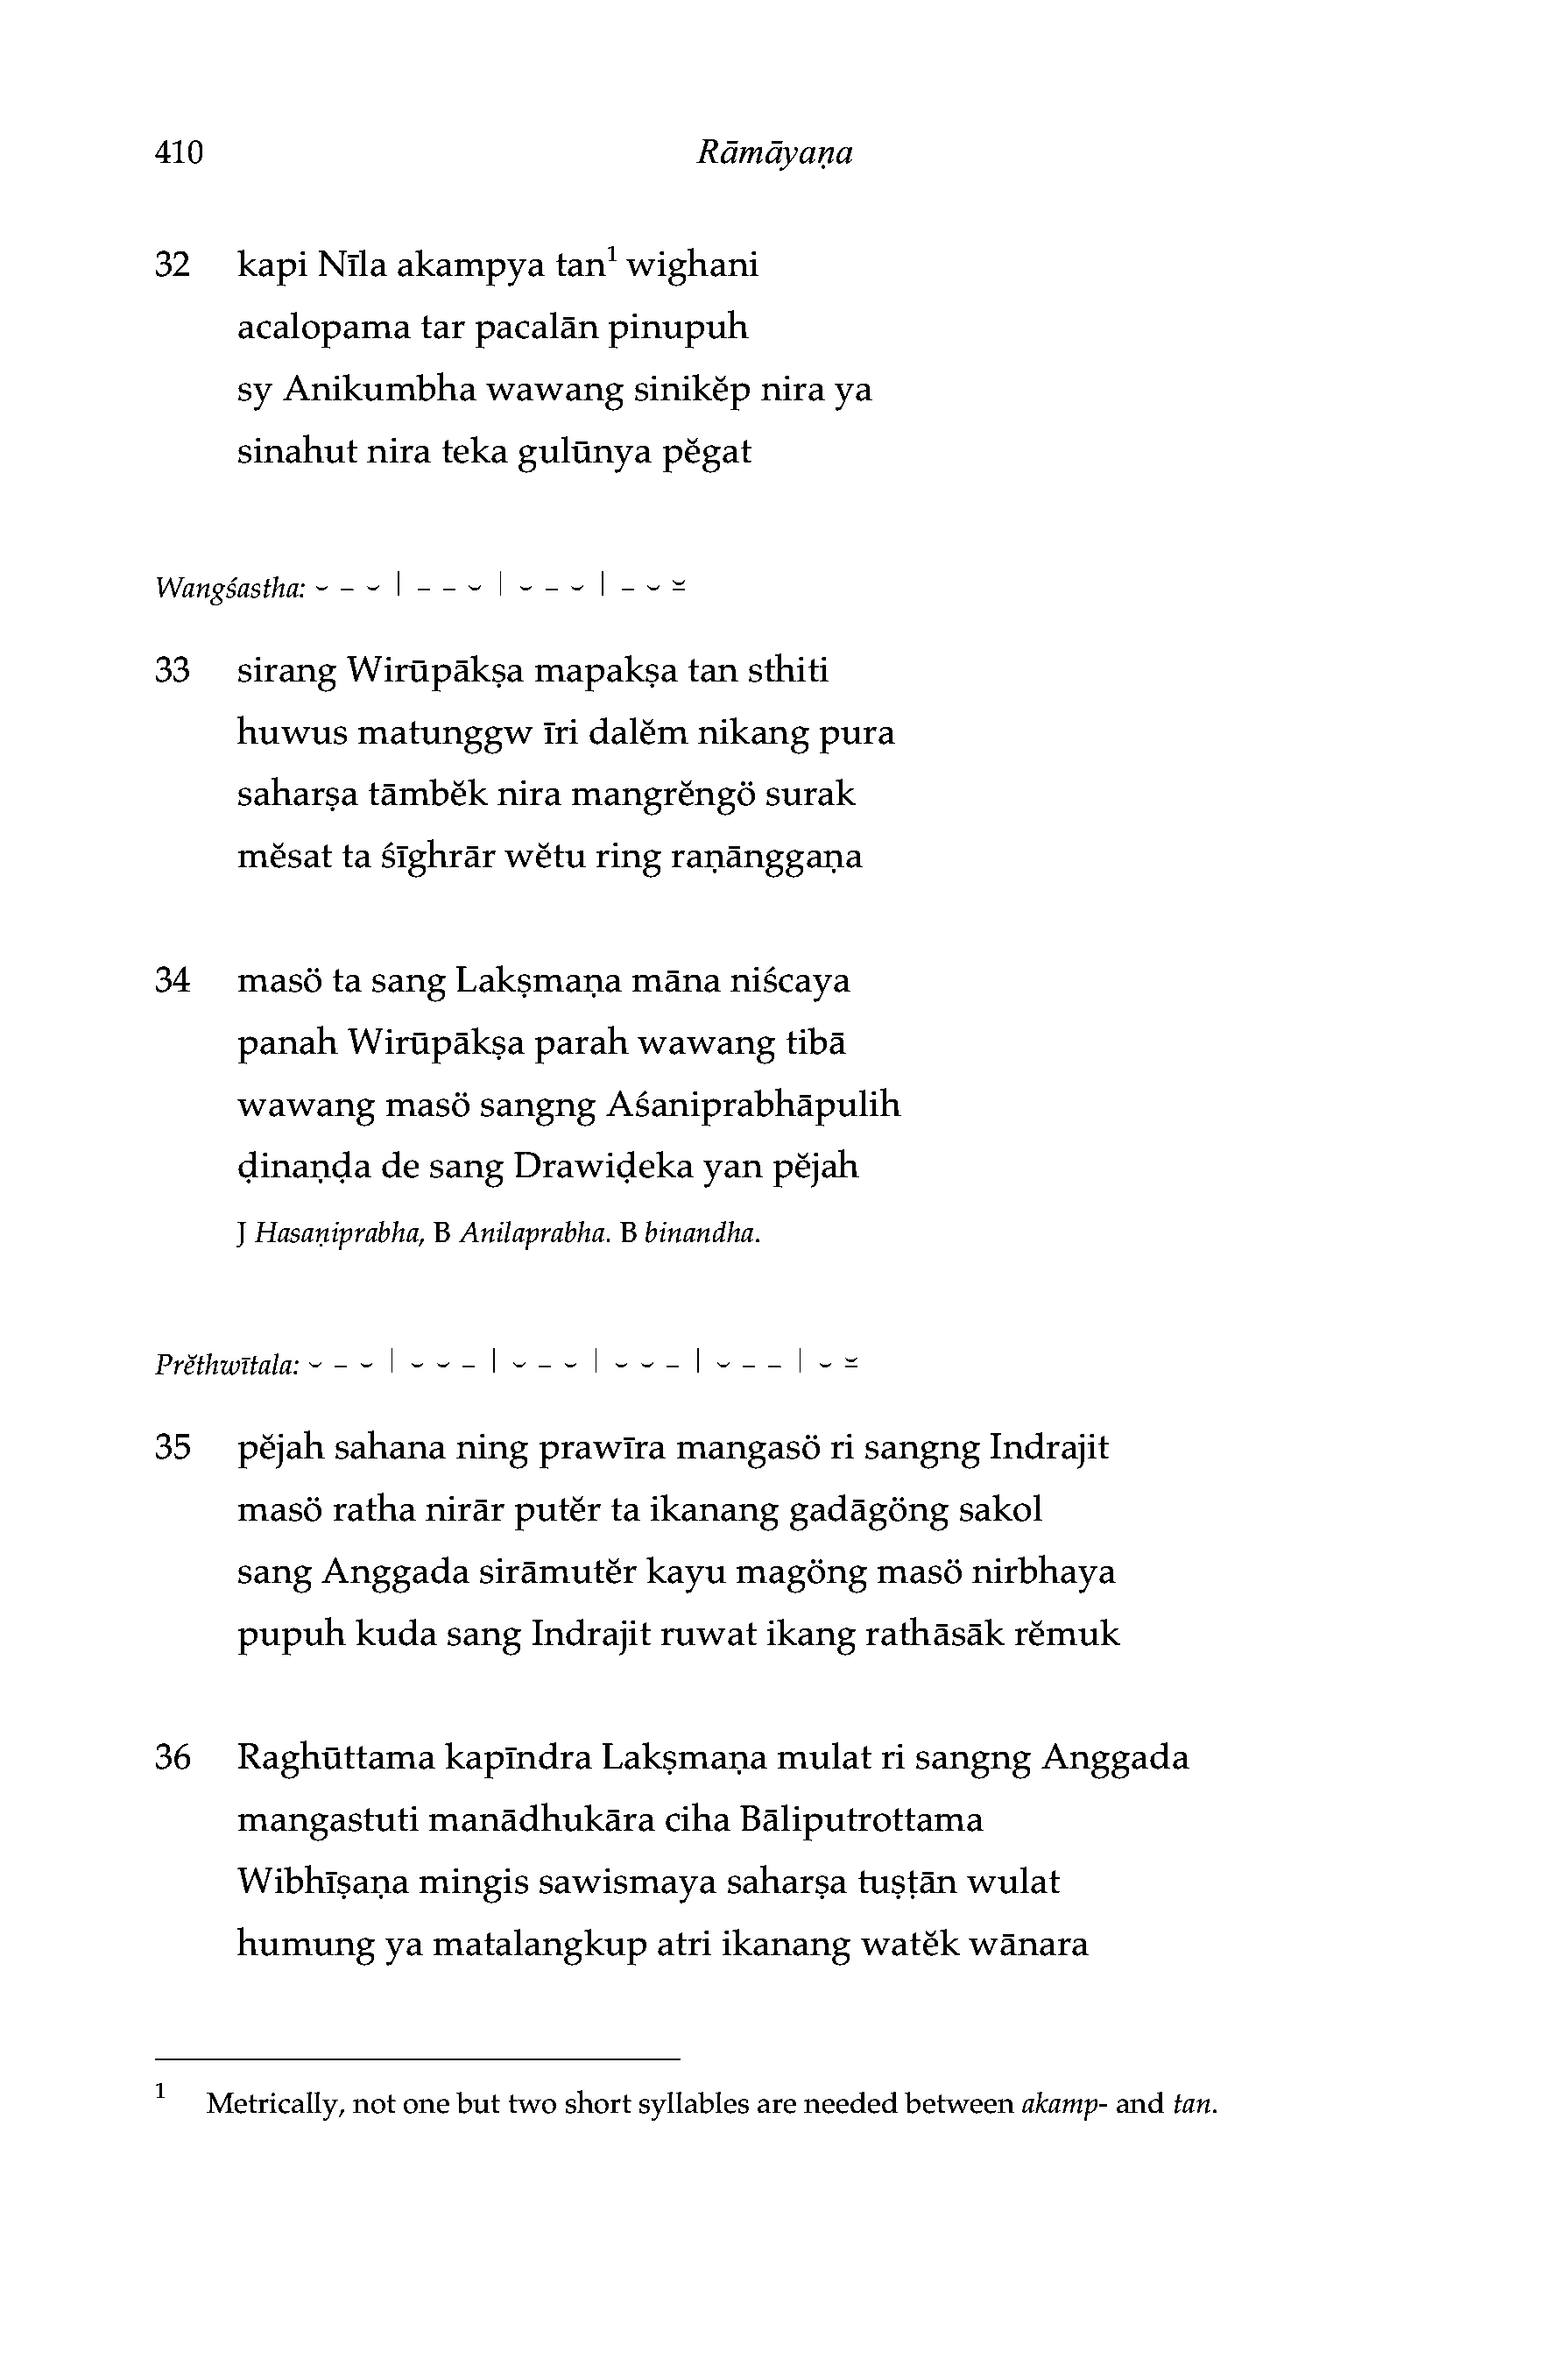 410 Rāmāyaṇa
32 kapi Nīla akampya tan¹ wighani
acalopama tar pacalān pinupuh
sy Anikumbha wawang sinikĕp nira ya
sinahut nira teka gulūnya pĕgat
Wangśastha: ⏑ – ⏑ | – – ⏑ | ⏑ – ⏑ | – ⏑ ⏓
33 sirang Wirūpākṣa mapakṣa tan sthiti
huwus matunggw īri dalĕm nikang pura
saharṣa tāmbĕk nira mangrĕngö surak
mĕsat ta śīghrār wĕtu ring raṇānggaṇa
34 masö ta sang Lakṣmaṇa māna niścaya
panah Wirūpākṣa parah wawang tibā
wawang masö sangng Aśaniprabhāpulih
ḍinaṇḍa de sang Drawiḍeka yan pĕjah
J Hasaṇiprabha, B Anilaprabha. B binandha.
Prĕthwītala: ⏑ – ⏑ | ⏑ ⏑ – | ⏑ – ⏑ | ⏑ ⏑ – | ⏑ – – | ⏑ ⏓
35 pĕjah sahana ning prawīra mangasö ri sangng Indrajit
masö ratha nirār putĕr ta ikanang gadāgöng sakol
sang Anggada sirāmutĕr kayu magöng masö nirbhaya
pupuh kuda sang Indrajit ruwat ikang rathāsāk rĕmuk
36 Raghūttama kapīndra Lakṣmaṇa mulat ri sangng Anggada
mangastuti manādhukāra ciha Bāliputrottama
Wibhīṣaṇa mingis sawismaya saharṣa tuṣṭān wulat
humung ya matalangkup atri ikanang watĕk wānara
¹ Metrically, not one but two short syllables are needed between akamp- and tan.